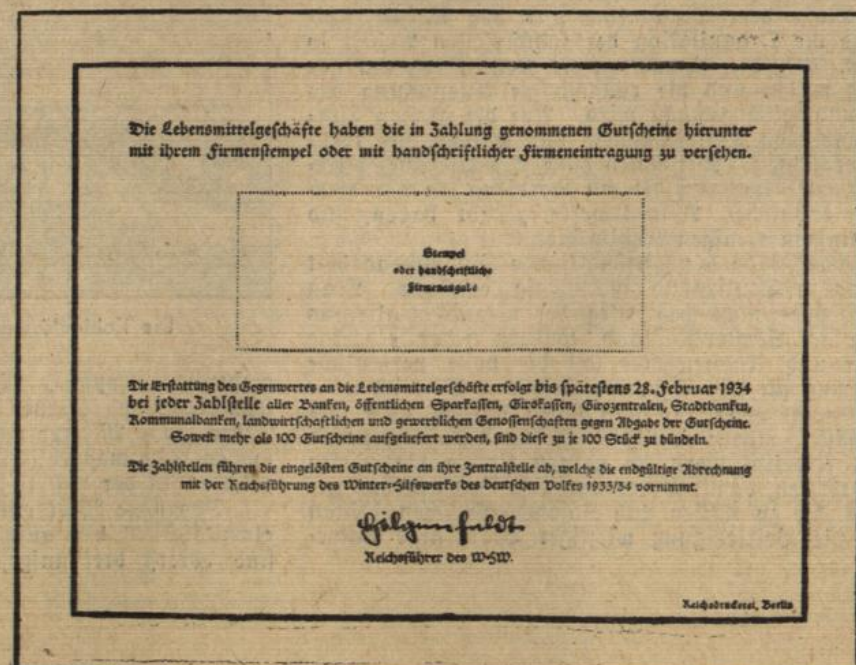 Die Lebensmittelgeschäfte haben die in Zahlung genommenen Gutscheine hierunter
mit ihrem Firmenstempel oder mit handschriftlicher Firmeneintragung zu versehen.
Stempel
oder handschriftliche
Firmenangabe
Die Erstattung des Gegenwertes an die Lebensmittelgeschäfte erfolgt bis spätestens 28. Februar 1934
bei jeder Zahlstelle aller Banken, öffentlichen Sparkassen, Girokassen, Girozentralen, Stadtbanken,
Kommunalbanken, landwirtschaftlichen und gewerblichen Genossenschaften gegen Abgabe der Gutscheine.
Soweit mehr als 100 Gutscheine aufgeliefert werden, sind diese zu je 100 Stück zu bündeln.
Die Zahlstellen führen die eingelösten Gutscheine an ihre Zentralstelle ab, welche die endgültige Abrechnung
mit der Reichsführung des Winter-Hilfswerks des deutschen Volkes 1933/34 vornimmt.
Hilgenfeldt
Reichsführer des W-H-W.
Reichsdruckerei, Berlin